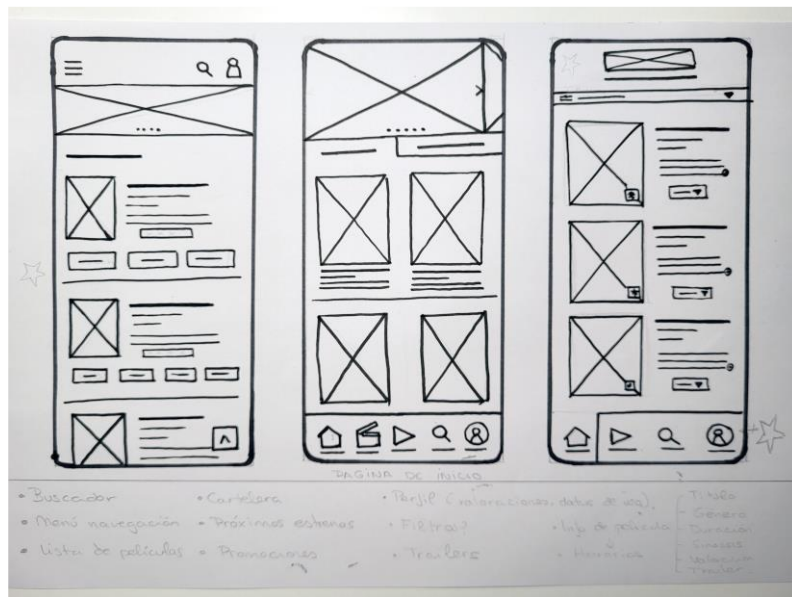 PAGINA DE INICIO
• Buscador • Cartelera • Perfil (valoraciones, datos de uso). Título
• Menú navegación • Próximos estrenos • Filtros? • Info de película Género
Duración
• Lista de películas • Promociones • Trailers • Horarios Sinopsis
Valoración
Trailer